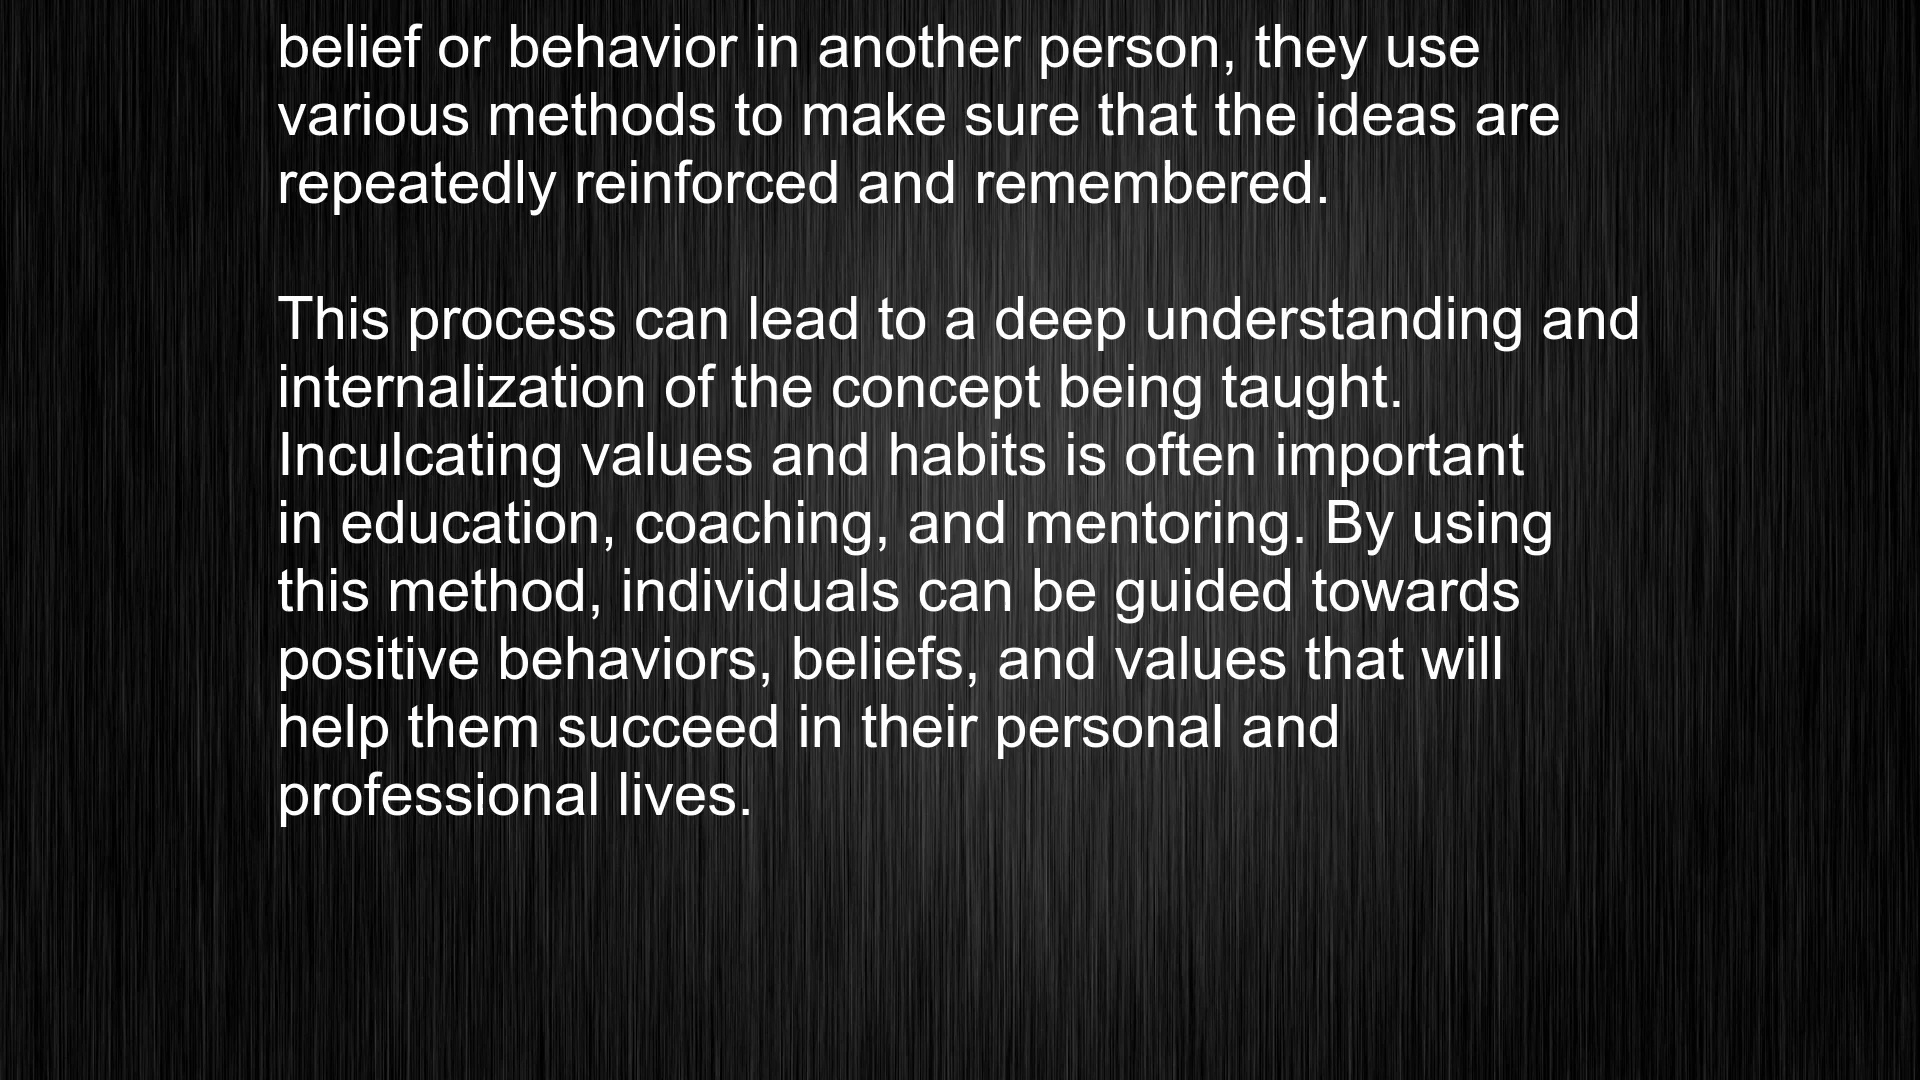 belief or behavior in another person, they use
various methods to make sure that the ideas are
repeatedly reinforced and remembered.
This process can lead to a deep understanding and
internalization of the concept being taught.
Inculcating values and habits is often important
in education, coaching, and mentoring. By using
this method, individuals can be guided towards
positive behaviors, beliefs, and values that will
help them succeed in their personal and
professional lives.